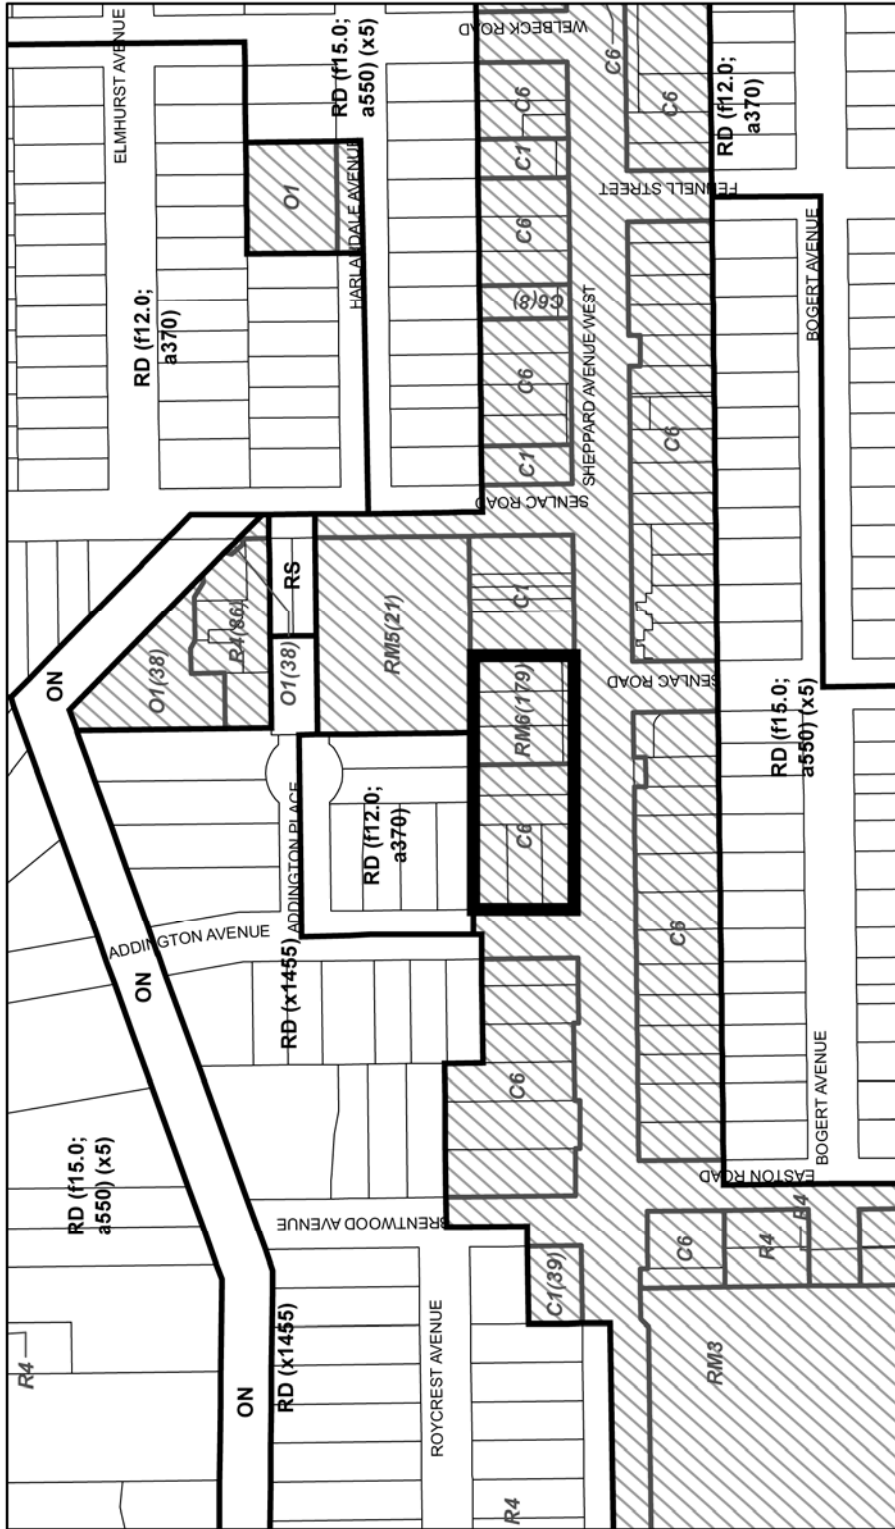 ELMHURST AVENUE
WELBECK ROAD
C6
RD (f15.0;
a550) (x5)
C6
C6
RD (f12.0;
a370)
C1
O1
HARLANDALE AVENUE
FENNELL STREET
C6
BOGERT AVENUE
RD (f12.0;
a370)
C6(8)
SHEPPARD AVENUE WEST
C6
C6
C1
SENLAC ROAD
RS
C1
R4(86)
RM5(21)
O1(38)
O1(38)
ON
SENLAC ROAD
RM6(179)
RD (f15.0;
a550) (x5)
ADDINGTON PLACE
RD (f12.0;
a370)
C6
ADDINGTON AVENUE
C6
ON
RD (x1455)
C6
BOGERT AVENUE
RD (f15.0;
a550) (x5)
EASTON ROAD
BRENTWOOD AVENUE
R4
C6
R4
C1(39)
R4
RD (x1455)
ROYCREST AVENUE
RM3
ON
R4